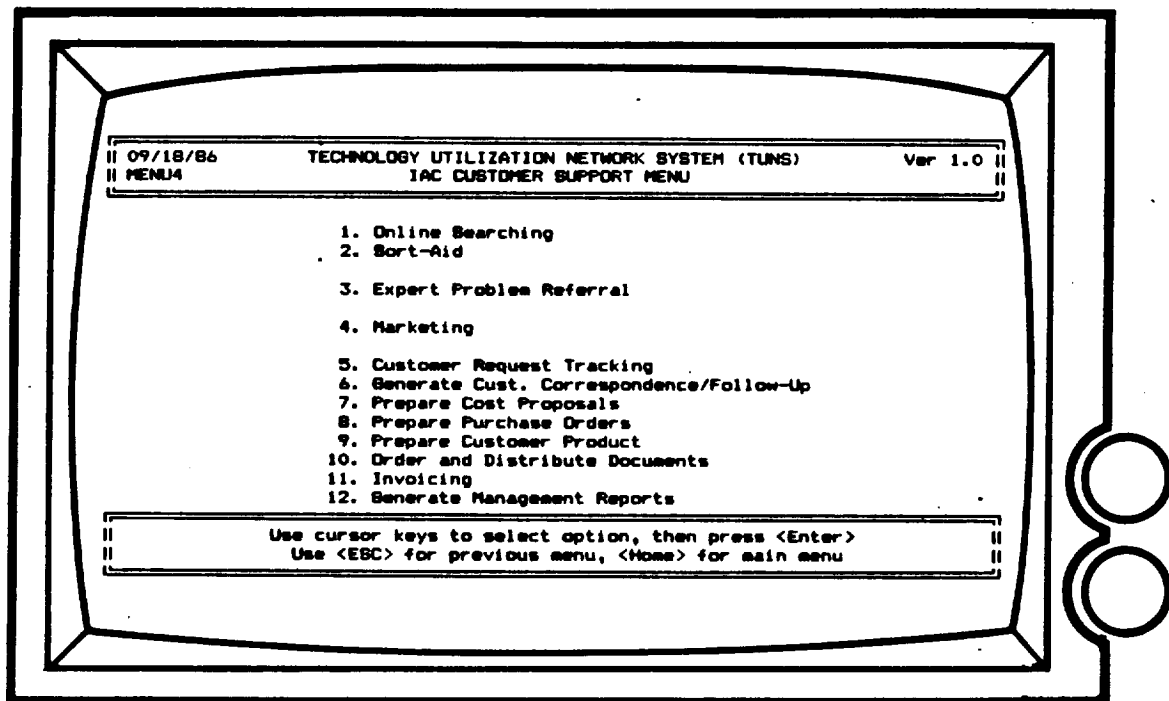 09/18/86 TECHNOLOGY UTILIZATION NETWORK SYSTEM (TUNS) Ver 1.0
MENU4 IAC CUSTOMER SUPPORT MENU
1. Online Searching
2. Sort-Aid
3. Expert Problem Referral
4. Marketing
5. Customer Request Tracking
6. Generate Cust. Correspondence/Follow-Up
7. Prepare Cost Proposals
8. Prepare Purchase Orders
9. Prepare Customer Product
10. Order and Distribute Documents
11. Invoicing
12. Generate Management Reports
Use cursor keys to select option, then press <Enter>
Use <ESC> for previous menu, <Home> for main menu